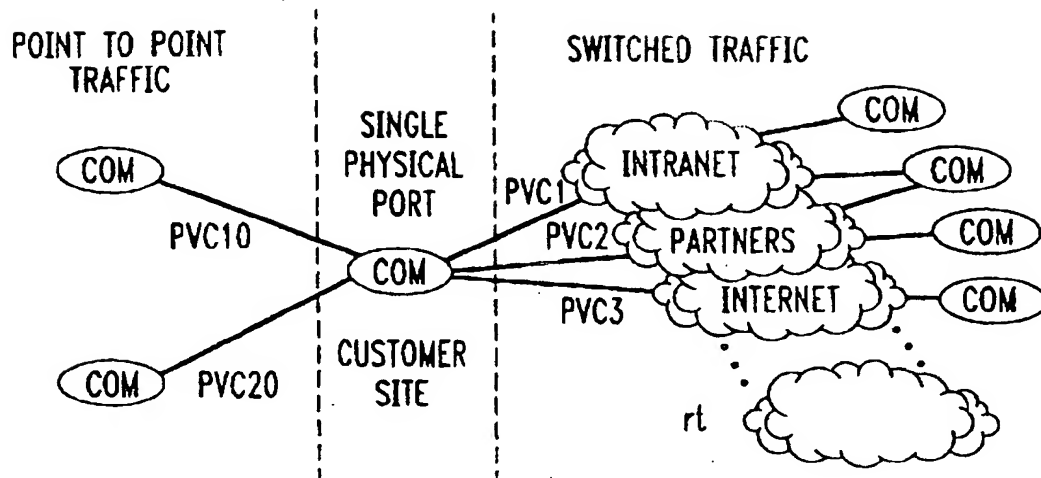 POINT TO POINT
TRAFFIC
COM
PVC10
COM
PVC20
SINGLE
PHYSICAL
PORT
COM
CUSTOMER
SITE
SWITCHED TRAFFIC
PVC1
PVC2
PVC3
INTRANET
PARTNERS
INTERNET
COM
COM
COM
COM
rt